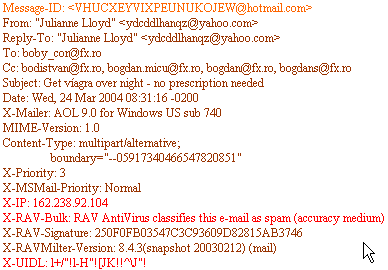 Message-ID: <VHUCXEYVIXPEUNUKOJEW@hotmail.com>
From: "Julianne Lloyd" <ydcddlhanqz@yahoo.com>
Reply-To: "Julianne Lloyd" <ydcddlhanqz@yahoo.com>
To: boby_cor@fx.ro
Cc: bodistvan@fx.ro, bogdan.micu@fx.ro, bogdan@fx.ro, bogdans@fx.ro
Subject: Get viagra over night - no prescription needed
Date: Wed, 24 Mar 2004 08:31:16 -0200
X-Mailer: AOL 9.0 for Windows US sub 740
MIME-Version: 1.0
Content-Type: multipart/alternative;
boundary="--05917340466547820851"
X-Priority: 3
X-MSMail-Priority: Normal
X-IP: 162.238.92.104
X-RAV-Bulk: RAV AntiVirus classifies this e-mail as spam (accuracy medium)
X-RAV-Signature: 250F0FB03547C3C93609D82815AB3746
X-RAVMilter-Version: 8.4.3(snapshot 20030212) (mail)
X-UIDL: